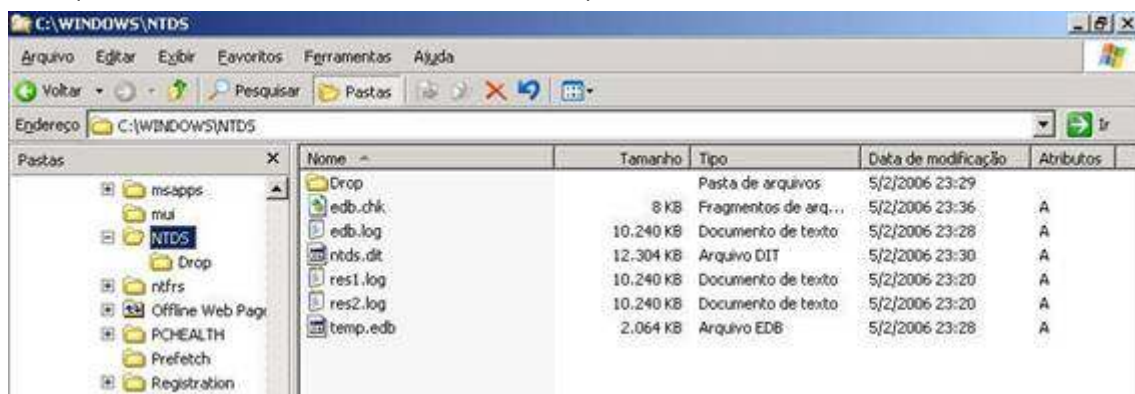 C:\WINDOWS\NTDS
Arquivo Editar Exibir Favoritos Ferramentas Ajuda
Voltar Pesquisar Pastas
Endereço C:\WINDOWS\NTDS Ir
Pastas Nome Tamanho Tipo Data de modificação Atributos
Drop Pasta de arquivos 5/2/2006 23:29
edb.chk 8 KB Fragmentos de arq... 5/2/2006 23:36 A
edb.log 10.240 KB Documento de texto 5/2/2006 23:28 A
ntds.dit 12.304 KB Arquivo DIT 5/2/2006 23:30 A
res1.log 10.240 KB Documento de texto 5/2/2006 23:20 A
res2.log 10.240 KB Documento de texto 5/2/2006 23:20 A
temp.edb 2.064 KB Arquivo EDB 5/2/2006 23:28 A
msapps
mui
NTDS
Drop
ntfrs
Offline Web Page
PCHEALTH
Prefetch
Registration